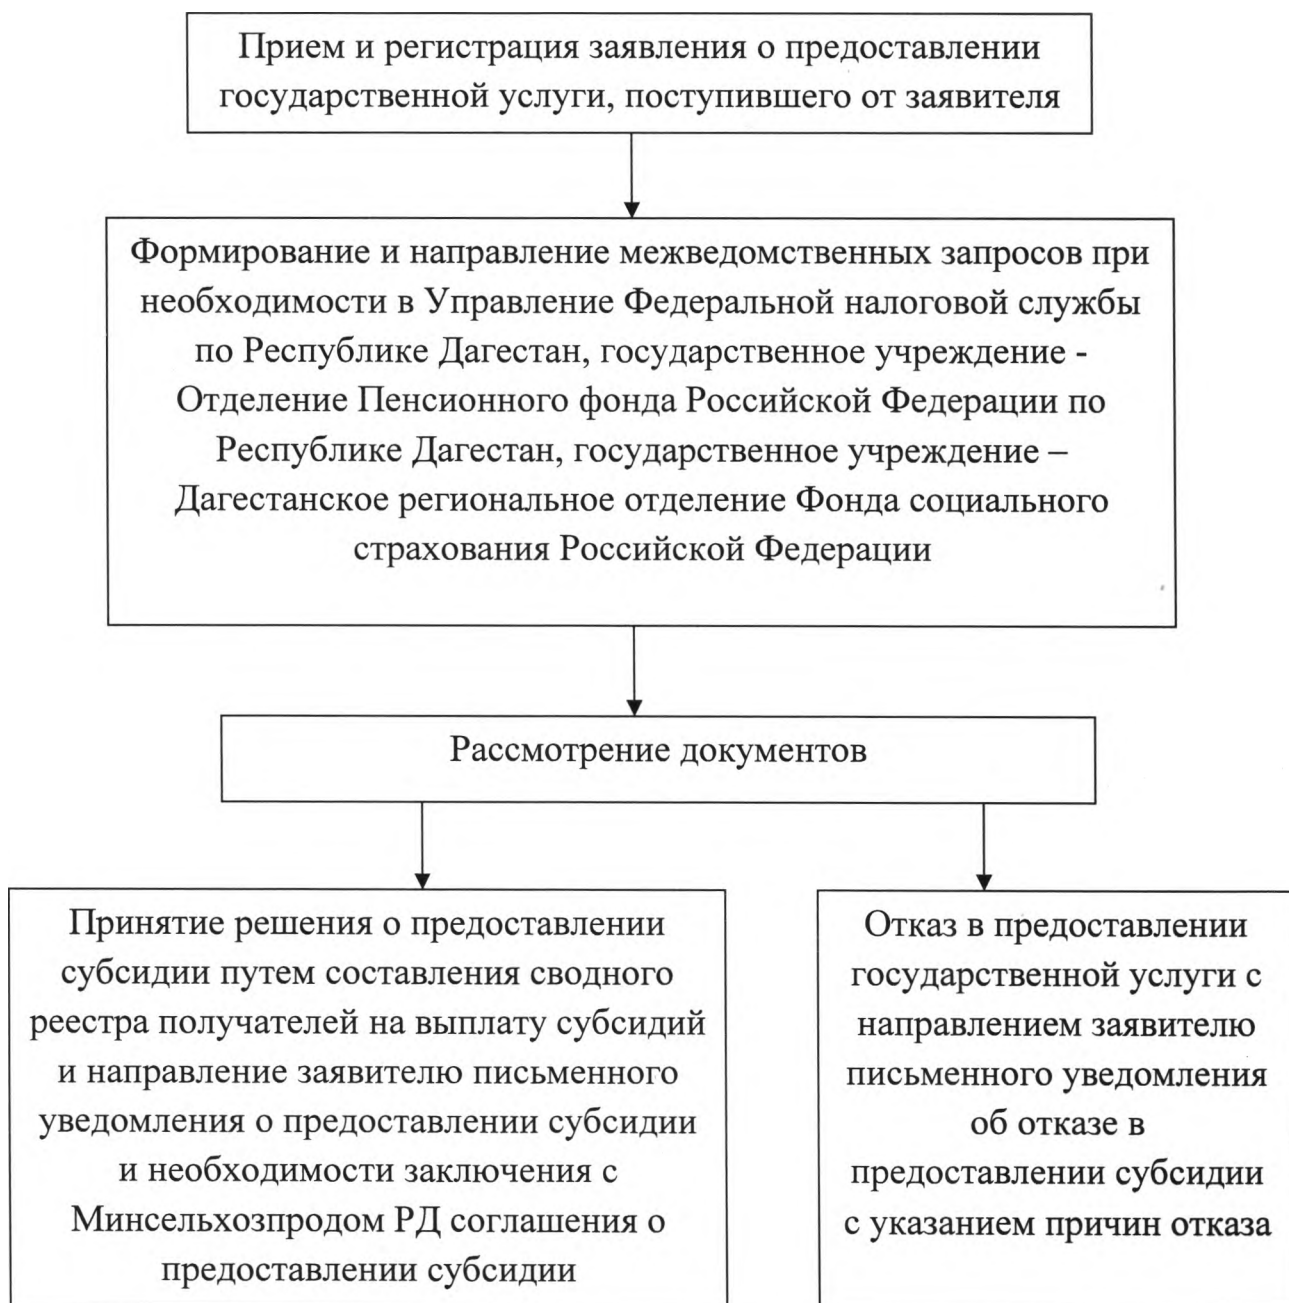 Прием и регистрация заявления о предоставлении
государственной услуги, поступившего от заявителя
Формирование и направление межведомственных запросов при
необходимости в Управление Федеральной налоговой службы
по Республике Дагестан, государственное учреждение -
Отделение Пенсионного фонда Российской Федерации по
Республике Дагестан, государственное учреждение –
Дагестанское региональное отделение Фонда социального
страхования Российской Федерации
Рассмотрение документов
Принятие решения о предоставлении
субсидии путем составления сводного
реестра получателей на выплату субсидий
и направление заявителю письменного
уведомления о предоставлении субсидии
и необходимости заключения с
Минсельхозпродом РД соглашения о
предоставлении субсидии
Отказ в предоставлении
государственной услуги с
направлением заявителю
письменного уведомления
об отказе в
предоставлении субсидии
с указанием причин отказа